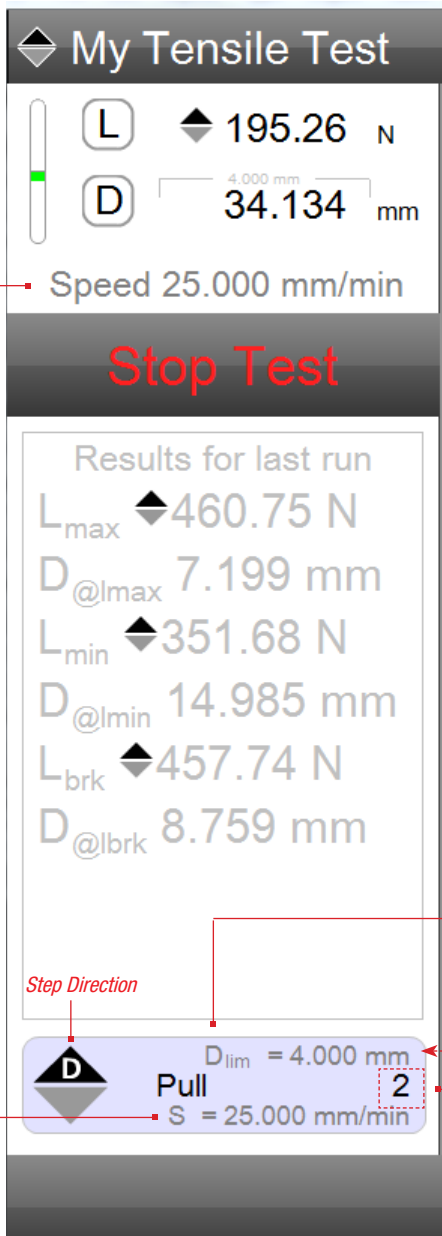 My Tensile Test
L 195.26 N
4.000 mm
D 34.134 mm
Speed 25.000 mm/min
Stop Test
Results for last run
Lmax 460.75 N
D@lmax 7.199 mm
Lmin 351.68 N
D@lmin 14.985 mm
Lbrk 457.74 N
D@lbrk 8.759 mm
Step Direction
Dlim = 4.000 mm
D Pull 2
S = 25.000 mm/min